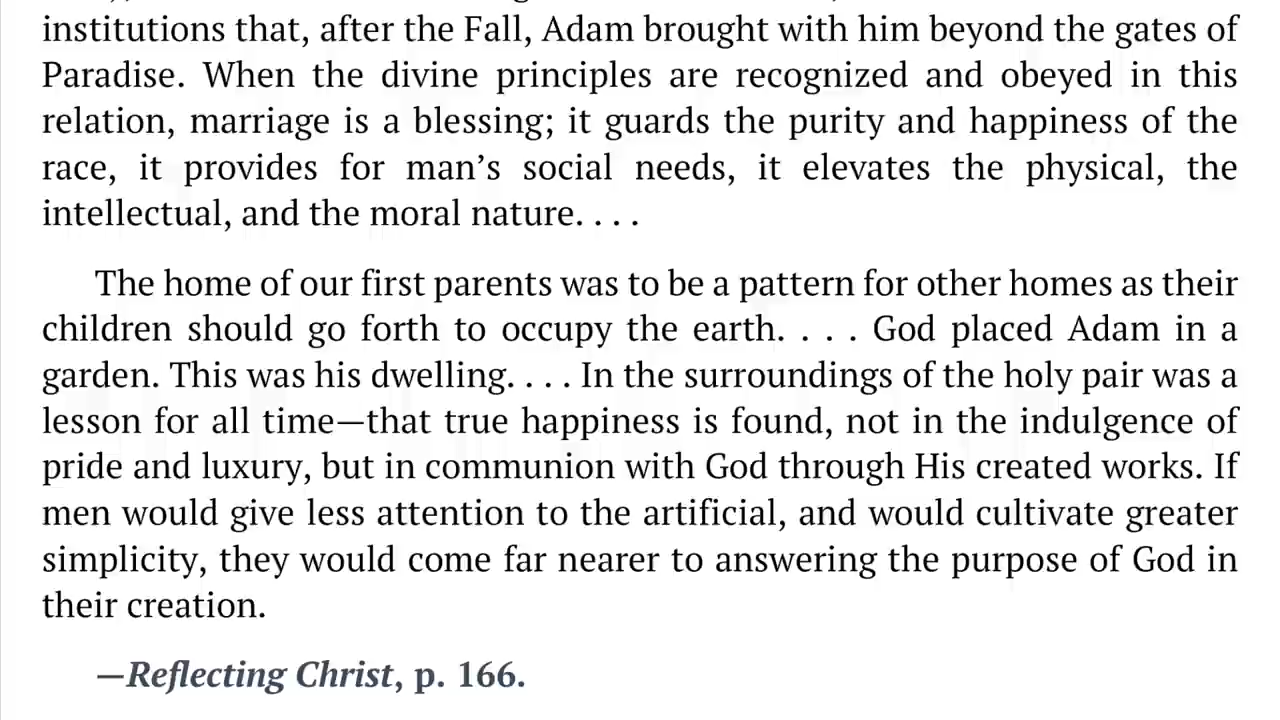 institutions that, after the Fall, Adam brought with him beyond the gates of
Paradise. When the divine principles are recognized and obeyed in this
relation, marriage is a blessing; it guards the purity and happiness of the
race, it provides for man’s social needs, it elevates the physical, the
intellectual, and the moral nature. . . .
The home of our first parents was to be a pattern for other homes as their
children should go forth to occupy the earth. . . . God placed Adam in a
garden. This was his dwelling. . . . In the surroundings of the holy pair was a
lesson for all time—that true happiness is found, not in the indulgence of
pride and luxury, but in communion with God through His created works. If
men would give less attention to the artificial, and would cultivate greater
simplicity, they would come far nearer to answering the purpose of God in
their creation.
—Reflecting Christ, p. 166.